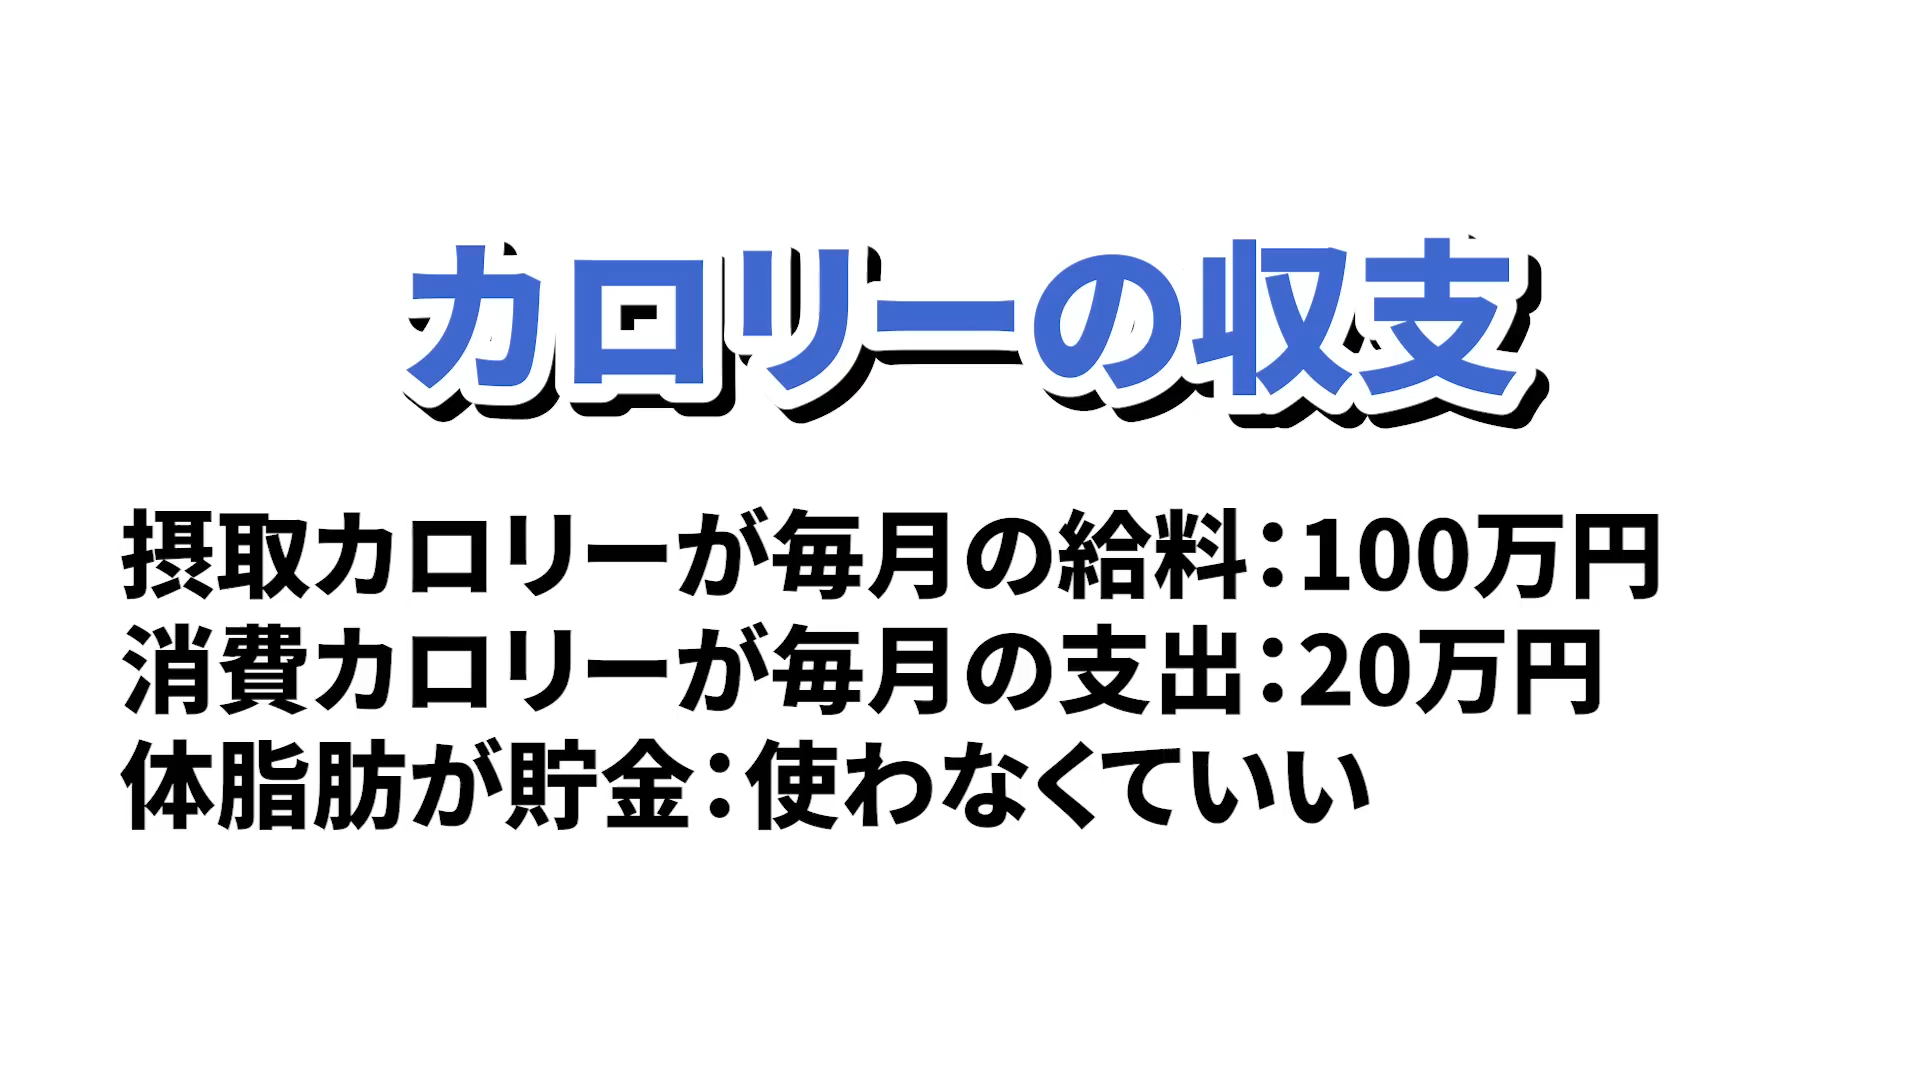 カロリーの収支
摂取カロリーが毎月の給料：100万円
消費カロリーが毎月の支出：20万円
体脂肪が貯金：使わなくていい